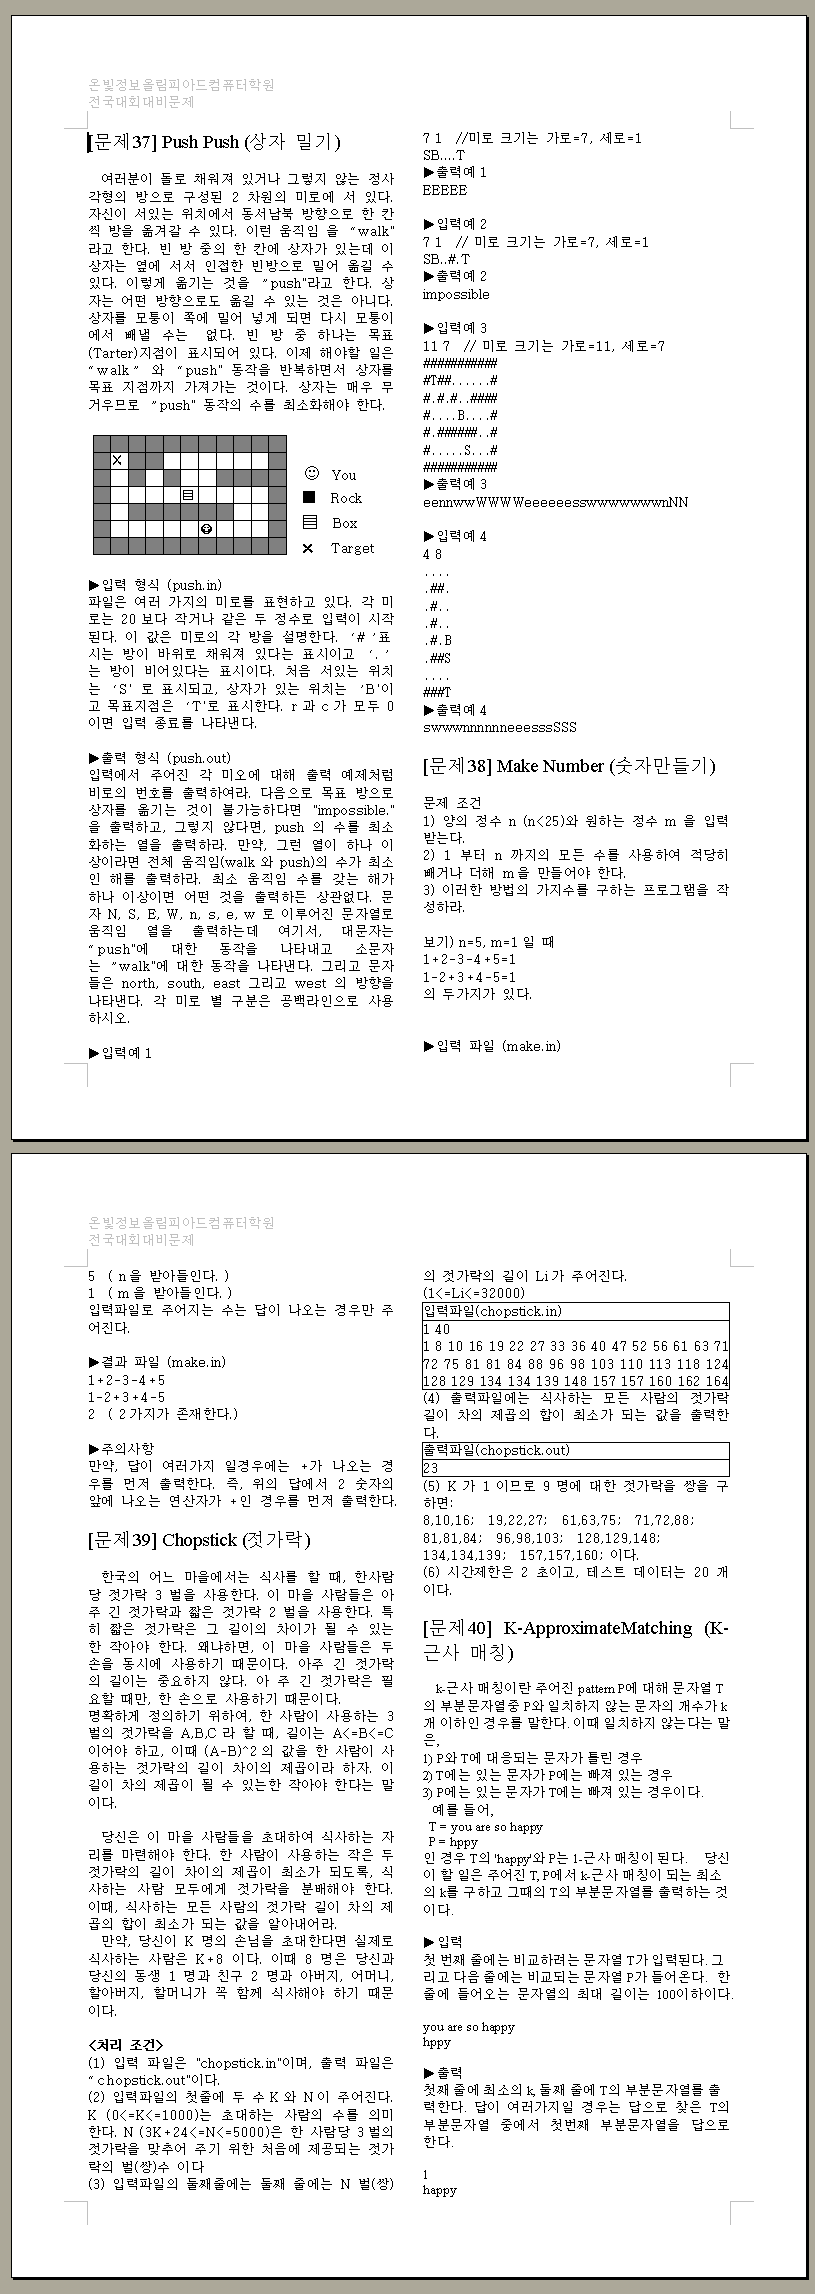 온빛정보올림피아드컴퓨터학원
전국대회대비문제
[문제37] Push Push (상자 밀기)
여러분이 돌로 채워져 있거나 그렇지 않는 정사
각형의 방으로 구성된 2 차원의 미로에 서 있다.
자신이 서있는 위치에서 동서남북 방향으로 한 칸
씩 방을 옮겨갈 수 있다. 이런 움직임 을 “walk”
라고 한다. 빈 방 중의 한 칸에 상자가 있는데 이
상자는 옆에 서서 인접한 빈방으로 밀어 옮길 수
있다. 이렇게 옮기는 것을 ”push”라고 한다. 상
자는 어떤 방향으로도 옮길 수 있는 것은 아니다.
상자를 모퉁이 쪽에 밀어 넣게 되면 다시 모퉁이
에서 빼낼 수는 없다. 빈 방 중 하나는 목표
(Tarter)지점이 표시되어 있다. 이제 해야할 일은
“walk” 와 “push” 동작을 반복하면서 상자를
목표 지점까지 가져가는 것이다. 상자는 매우 무
거우므로 ”push” 동작의 수를 최소화해야 한다.
You
Rock
Box
Target
▶입력 형식 (push.in)
파일은 여러 가지의 미로를 표현하고 있다. 각 미
로는 20 보다 작거나 같은 두 정수로 입력이 시작
된다. 이 값은 미로의 각 방을 설명한다. ‘# ’표
시는 방이 바위로 채워져 있다는 표시이고 ‘. ’
는 방이 비어있다는 표시이다. 처음 서있는 위치
는 ‘S’ 로 표시되고, 상자가 있는 위치는 ‘B’이
고 목표지점은 ‘T’로 표시한다. r 과 c 가 모두 0
이면 입력 종료를 나타낸다.
▶출력 형식 (push.out)
입력에서 주어진 각 미오에 대해 출력 예제처럼
비로의 번호를 출력하여라. 다음으로 목표 방으로
상자를 옮기는 것이 불가능하다면 "impossible."
을 출력하고, 그렇지 않다면, push 의 수를 최소
화하는 열을 출력하라. 만약, 그런 열이 하나 이
상이라면 전체 움직임(walk 와 push)의 수가 최소
인 해를 출력하라. 최소 움직임 수를 갖는 해가
하나 이상이면 어떤 것을 출력하든 상관없다. 문
자 N, S, E, W, n, s, e, w 로 이루어진 문자열로
움직임 열을 출력하는데 여기서, 대문자는
“push”에 대한 동작을 나타내고 소문자
는 ”walk”에 대한 동작을 나타낸다. 그리고 문자
들은 north, south, east 그리고 west 의 방향을
나타낸다. 각 미로 별 구분은 공백라인으로 사용
하시오.
▶입력예 1
7 1 //미로 크기는 가로=7, 세로=1
SB....T
▶출력예 1
EEEEE
▶입력예 2
7 1 // 미로 크기는 가로=7, 세로=1
SB..#.T
▶출력예 2
impossible
▶입력예 3
11 7 // 미로 크기는 가로=11, 세로=7
###########
#T##......#
#.#.#..####
#....B....#
#.######..#
#.....S...#
###########
▶출력예 3
eennwwWWWWeeeeeesswwwwwwwnNN
▶입력예 4
4 8
....
.##.
.#..
.#..
.#.B
.##S
....
###T
▶출력예 4
swwwnnnnnneeesssSSS
[문제38] Make Number (숫자만들기)
문제 조건
1) 양의 정수 n (n<25)와 원하는 정수 m 을 입력
받는다.
2) 1 부터 n 까지의 모든 수를 사용하여 적당히
빼거나 더해 m 을 만들어야 한다.
3) 이러한 방법의 가지수를 구하는 프로그램을 작
성하라.
보기) n=5, m=1 일 때
1+2-3-4+5=1
1-2+3+4-5=1
의 두가지가 있다.
▶입력 파일 (make.in)
온빛정보올림피아드컴퓨터학원
전국대회대비문제
5 ( n 을 받아들인다. )
1 ( m 을 받아들인다. )
입력파일로 주어지는 수는 답이 나오는 경우만 주
어진다.
▶결과 파일 (make.in)
1+2-3-4+5
1-2+3+4-5
2 ( 2 가지가 존재한다.)
▶주의사항
만약, 답이 여러가지 일경우에는 +가 나오는 경
우를 먼저 출력한다. 즉, 위의 답에서 2 숫자의
앞에 나오는 연산자가 +인 경우를 먼저 출력한다.
[문제39] Chopstick (젓가락)
한국의 어느 마을에서는 식사를 할 때, 한사람
당 젓가락 3 벌을 사용한다. 이 마을 사람들은 아
주 긴 젓가락과 짧은 젓가락 2 벌을 사용한다. 특
히 짧은 젓가락은 그 길이의 차이가 될 수 있는
한 작아야 한다. 왜냐하면, 이 마을 사람들은 두
손을 동시에 사용하기 때문이다. 아주 긴 젓가락
의 길이는 중요하지 않다. 아 주 긴 젓가락은 필
요할 때만, 한 손으로 사용하기 때문이다.
명확하게 정의하기 위하여, 한 사람이 사용하는 3
벌의 젓가락을 A,B,C 라 할 때, 길이는 A<=B<=C
이어야 하고, 이때 (A-B)^2 의 값을 한 사람이 사
용하는 젓가락의 길이 차이의 제곱이라 하자. 이
길이 차의 제곱이 될 수 있는한 작아야 한다는 말
이다.
당신은 이 마을 사람들을 초대하여 식사하는 자
리를 마련해야 한다. 한 사람이 사용하는 작은 두
젓가락의 길이 차이의 제곱이 최소가 되도록, 식
사하는 사람 모두에게 젓가락을 분배해야 한다.
이때, 식사하는 모든 사람의 젓가락 길이 차의 제
곱의 합이 최소가 되는 값을 알아내어라.
만약, 당신이 K 명의 손님을 초대한다면 실제로
식사하는 사람은 K+8 이다. 이때 8 명은 당신과
당신의 동생 1 명과 친구 2 명과 아버지, 어머니,
할아버지, 할머니가 꼭 함께 식사해야 하기 때문
이다.
<처리 조건>
(1) 입력 파일은 "chopstick.in"이며, 출력 파일은
“chopstick.out”이다.
(2) 입력파일의 첫줄에 두 수 K 와 N 이 주어진다.
K (0<=K<=1000)는 초대하는 사람의 수를 의미
한다. N (3K+24<=N<=5000)은 한 사람당 3 벌의
젓가락을 맞추어 주기 위한 처음에 제공되는 젓가
락의 벌(쌍)수 이다
(3) 입력파일의 둘째줄에는 둘째 줄에는 N 벌(쌍)
의 젓가락의 길이 Li 가 주어진다.
(1<=Li<=32000)
입력파일(chopstick.in)
1 40
1 8 10 16 19 22 27 33 36 40 47 52 56 61 63 71
72 75 81 81 84 88 96 98 103 110 113 118 124
128 129 134 134 139 148 157 157 160 162 164
(4) 출력파일에는 식사하는 모든 사람의 젓가락
길이 차의 제곱의 합이 최소가 되는 값을 출력한
다.
출력파일(chopstick.out)
23
(5) K 가 1 이므로 9 명에 대한 젓가락을 쌍을 구
하면:
8,10,16; 19,22,27; 61,63,75; 71,72,88;
81,81,84; 96,98,103; 128,129,148;
134,134,139; 157,157,160; 이다.
(6) 시간제한은 2 초이고, 테스트 데이터는 20 개
이다.
[문제40] K-ApproximateMatching (K-
근사 매칭)
k-근사 매칭이란 주어진 pattern P에 대해 문자열 T
의 부분문자열중 P와 일치하지 않는 문자의 개수가 k
개 이하인 경우를 말한다. 이때 일치하지 않는다는 말
은,
1) P와 T에 대응되는 문자가 틀린 경우
2) T에는 있는 문자가 P에는 빠져 있는 경우
3) P에는 있는 문자가 T에는 빠져 있는 경우이다.
예를 들어,
T = you are so happy
P = hppy
인 경우 T의 'happy'와 P는 1-근사 매칭이 된다. 당신
이 할 일은 주어진 T, P에서 k-근사 매칭이 되는 최소
의 k를 구하고 그때의 T의 부분문자열를 출력하는 것
이다.
▶입력
첫 번째 줄에는 비교하려는 문자열 T가 입력된다. 그
리고 다음 줄에는 비교되는 문자열 P가 들어온다. 한
줄에 들어오는 문자열의 최대 길이는 100이하이다.
you are so happy
hppy
▶출력
첫째 줄에 최소의 k, 둘째 줄에 T의 부분문자열를 출
력한다. 답이 여러가지일 경우는 답으로 찾은 T의
부분문자열 중에서 첫번째 부분문자열을 답으로
한다.
1
happy